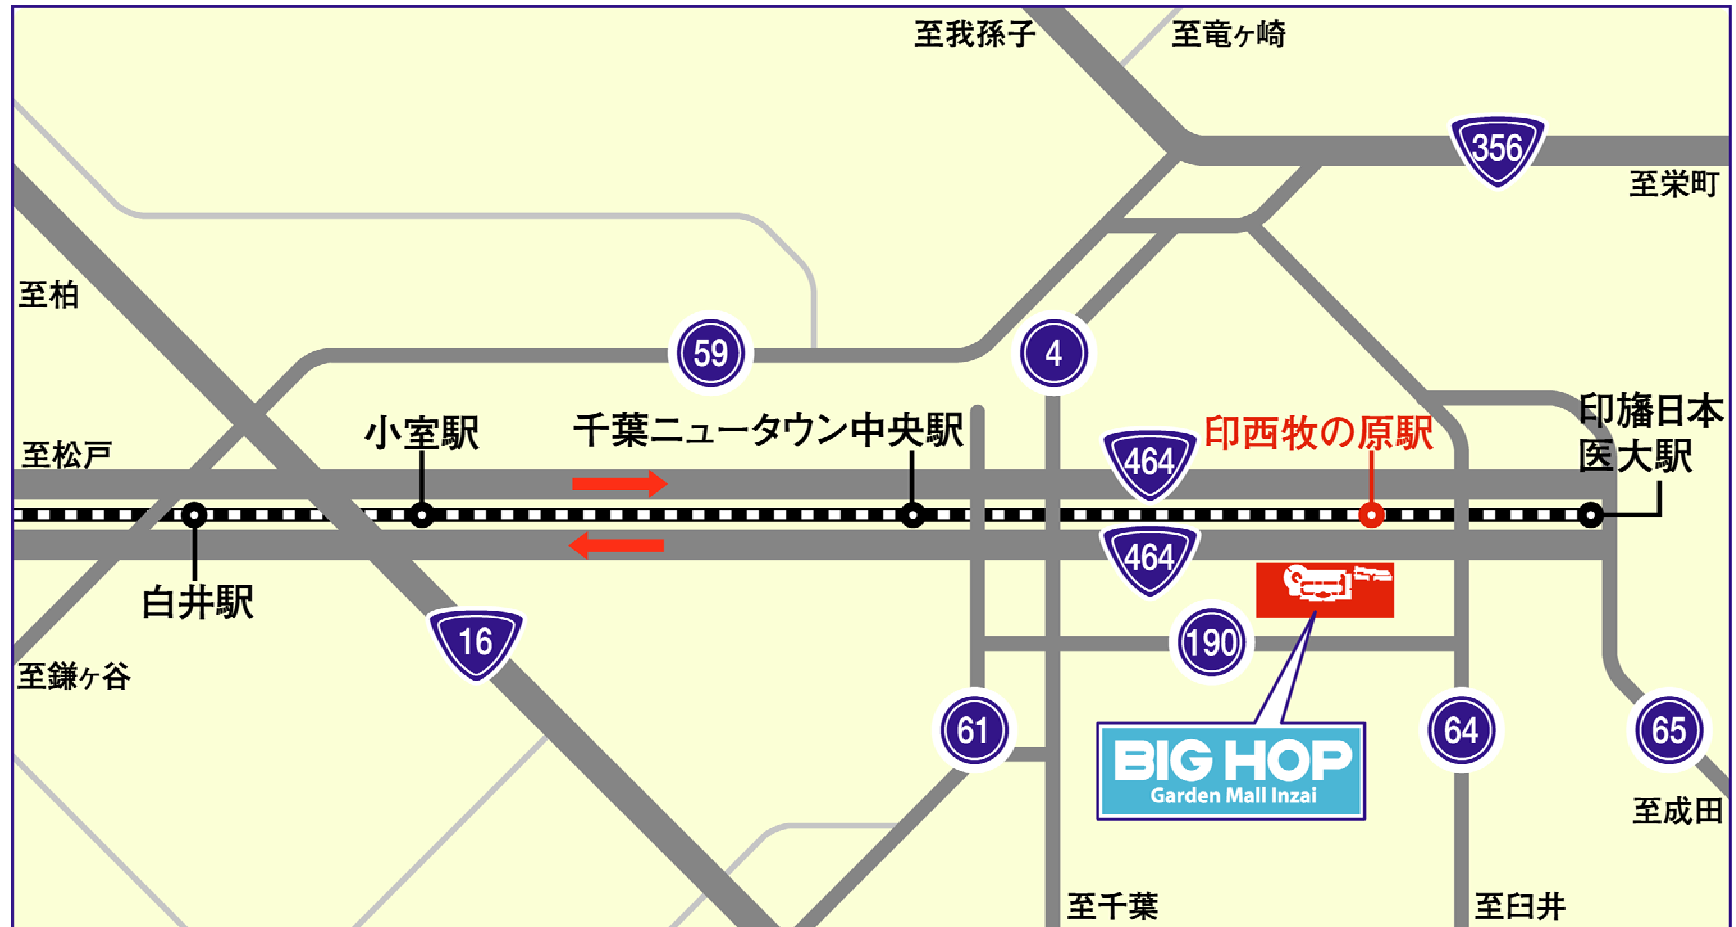 至我孫子
至竜ヶ崎
356
至栄町
至柏
59
4
印旛日本
医大駅
小室駅
千葉ニュータウン中央駅
印西牧の原駅
至松戸
464
464
白井駅
16
190
至鎌ヶ谷
61
64
65
BIG HOP
Garden Mall Inzai
至成田
至千葉
至臼井